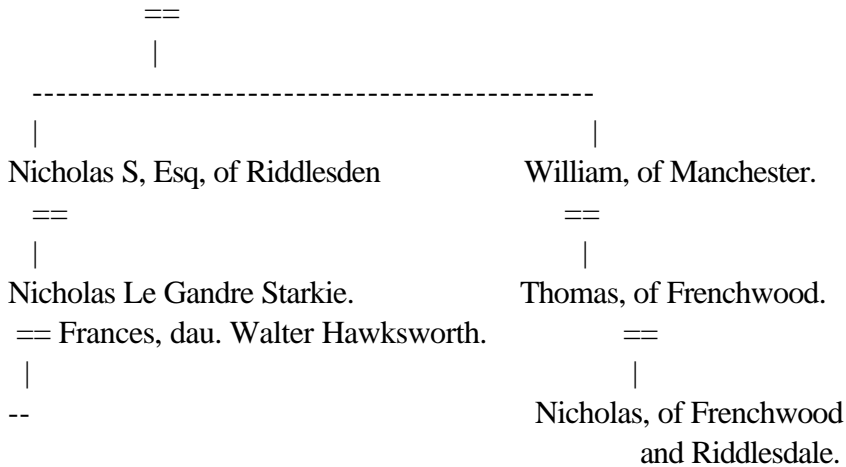 ==
|
-----------------------------------------------
| |
Nicholas S, Esq, of Riddlesden William, of Manchester.
== ==
| |
Nicholas Le Gandre Starkie. Thomas, of Frenchwood.
== Frances, dau. Walter Hawksworth. ==
| |
-- Nicholas, of Frenchwood
and Riddlesdale.